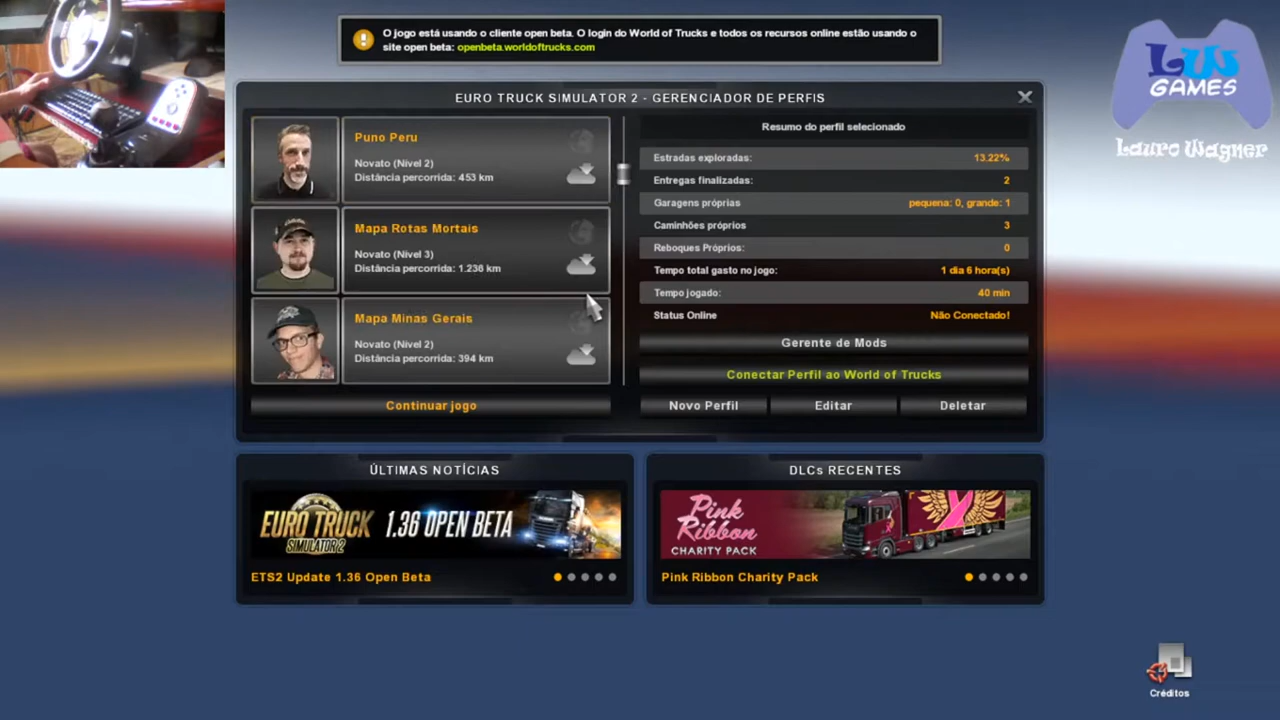 O jogo está usando o cliente open beta. O login do World of Trucks e todos os recursos online estão usando o
site open beta: openbeta.worldoftrucks.com
LW
GAMES
Lauro Wagner
EURO TRUCK SIMULATOR 2 - GERENCIADOR DE PERFIS
Puno Peru
Novato (Nível 2)
Distância percorrida: 453 km
Mapa Rotas Mortais
Novato (Nível 3)
Distância percorrida: 1.236 km
Mapa Minas Gerais
Novato (Nível 2)
Distância percorrida: 394 km
Continuar jogo
Resumo do perfil selecionado
Estradas exploradas: 13.22%
Entregas finalizadas: 2
Garagens próprias pequena: 0, grande: 1
Caminhões próprios 3
Reboques Próprios: 0
Tempo total gasto no jogo: 1 dia 6 hora(s)
Tempo jogado: 40 min
Status Online Não Conectado!
Gerente de Mods
Conectar Perfil ao World of Trucks
Novo Perfil Editar Deletar
ÚLTIMAS NOTÍCIAS
EURO TRUCK
SIMULATOR 2
1.36 OPEN BETA
ETS2 Update 1.36 Open Beta
DLCs RECENTES
Pink
Ribbon
CHARITY PACK
Pink Ribbon Charity Pack
Créditos